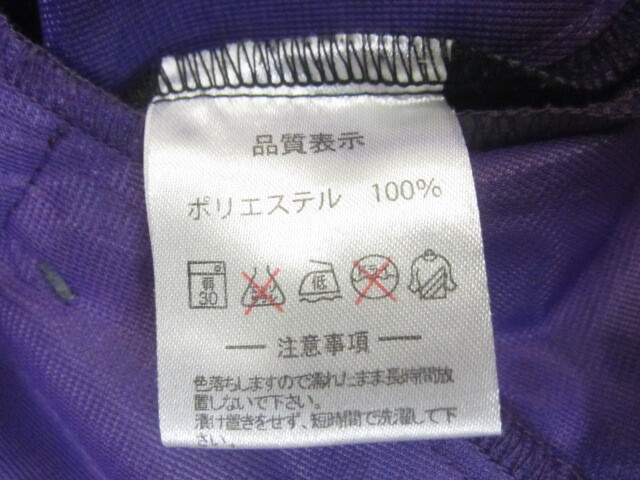 品質表示
ポリエステル 100%
弱
30
低
ドライ
注意事項
色落ちしますので濡れたまま長時間放
置しないで下さい。
漬け置きをせず、短時間で洗濯して下
さい。